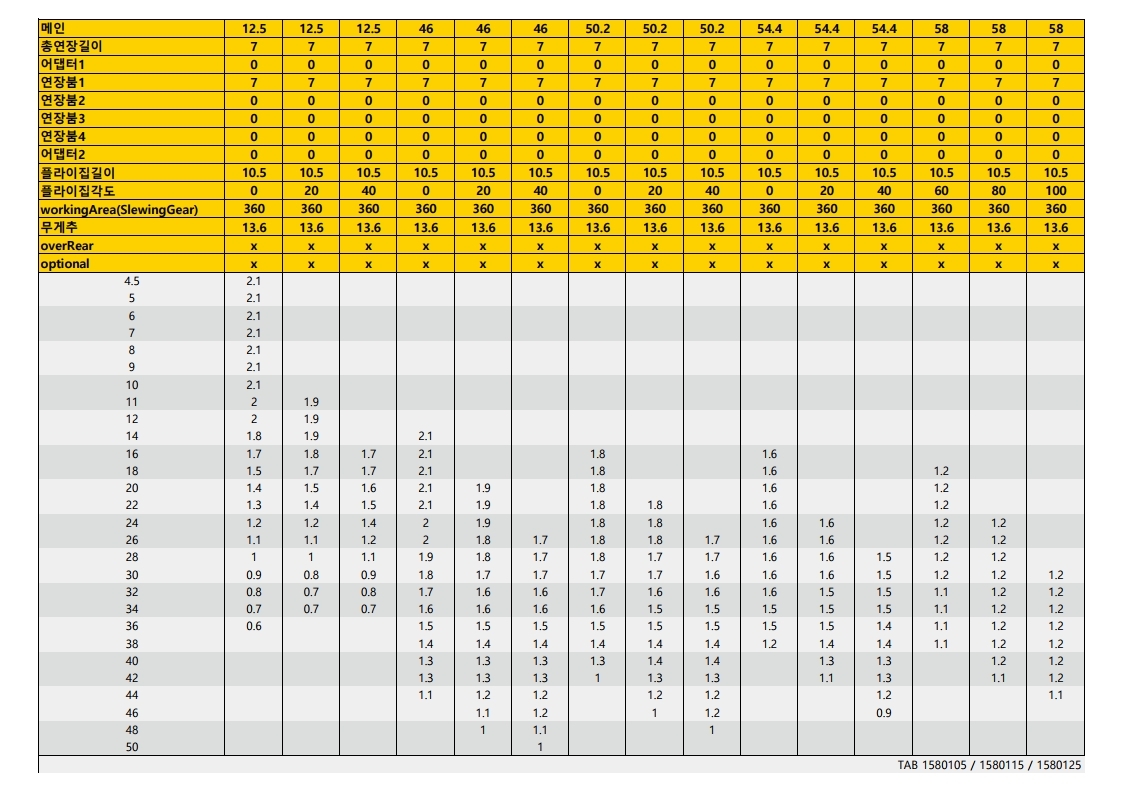 메인 12.5 12.5 12.5 46 46 46 50.2 50.2 50.2 54.4 54.4 54.4 58 58 58
총연장길이 7 7 7 7 7 7 7 7 7 7 7 7 7 7 7
어댑터1 0 0 0 0 0 0 0 0 0 0 0 0 0 0 0
연장붐1 7 7 7 7 7 7 7 7 7 7 7 7 7 7 7
연장붐2 0 0 0 0 0 0 0 0 0 0 0 0 0 0 0
연장붐3 0 0 0 0 0 0 0 0 0 0 0 0 0 0 0
연장붐4 0 0 0 0 0 0 0 0 0 0 0 0 0 0 0
어댑터2 0 0 0 0 0 0 0 0 0 0 0 0 0 0 0
플라이집길이 10.5 10.5 10.5 10.5 10.5 10.5 10.5 10.5 10.5 10.5 10.5 10.5 10.5 10.5 10.5
플라이집각도 0 20 40 0 20 40 0 20 40 0 20 40 60 80 100
workingArea(SlewingGear) 360 360 360 360 360 360 360 360 360 360 360 360 360 360 360
무게추 13.6 13.6 13.6 13.6 13.6 13.6 13.6 13.6 13.6 13.6 13.6 13.6 13.6 13.6 13.6
overRear x x x x x x x x x x x x x x x
optional x x x x x x x x x x x x x x x
4.5 2.1
5 2.1
6 2.1
7 2.1
8 2.1
9 2.1
10 2.1
11 2 1.9
12 2 1.9
14 1.8 1.9 2.1
16 1.7 1.8 1.7 2.1 1.8 1.6
18 1.5 1.7 1.7 2.1 1.8 1.6 1.2
20 1.4 1.5 1.6 2.1 1.9 1.8 1.6 1.2
22 1.3 1.4 1.5 2.1 1.9 1.8 1.8 1.6 1.2
24 1.2 1.2 1.4 2 1.9 1.8 1.8 1.6 1.6 1.2 1.2
26 1.1 1.1 1.2 2 1.8 1.7 1.8 1.8 1.7 1.6 1.6 1.2 1.2
28 1 1 1.1 1.9 1.8 1.7 1.8 1.7 1.7 1.6 1.6 1.5 1.2 1.2
30 0.9 0.8 0.9 1.8 1.7 1.7 1.7 1.7 1.6 1.6 1.6 1.5 1.2 1.2 1.2
32 0.8 0.7 0.8 1.7 1.6 1.6 1.7 1.6 1.6 1.6 1.5 1.5 1.1 1.2 1.2
34 0.7 0.7 0.7 1.6 1.6 1.6 1.6 1.5 1.5 1.5 1.5 1.5 1.1 1.2 1.2
36 0.6 1.5 1.5 1.5 1.5 1.5 1.5 1.5 1.5 1.4 1.1 1.2 1.2
38 1.4 1.4 1.4 1.4 1.4 1.4 1.2 1.4 1.4 1.1 1.2 1.2
40 1.3 1.3 1.3 1.3 1.4 1.4 1.3 1.3 1.2 1.2
42 1.3 1.3 1.3 1 1.3 1.3 1.1 1.3 1.1 1.2
44 1.1 1.2 1.2 1.2 1.2 1.2 1.1
46 1.1 1.2 1 1.2 0.9
48 1 1.1 1
50 1
TAB 1580105 / 1580115 / 1580125